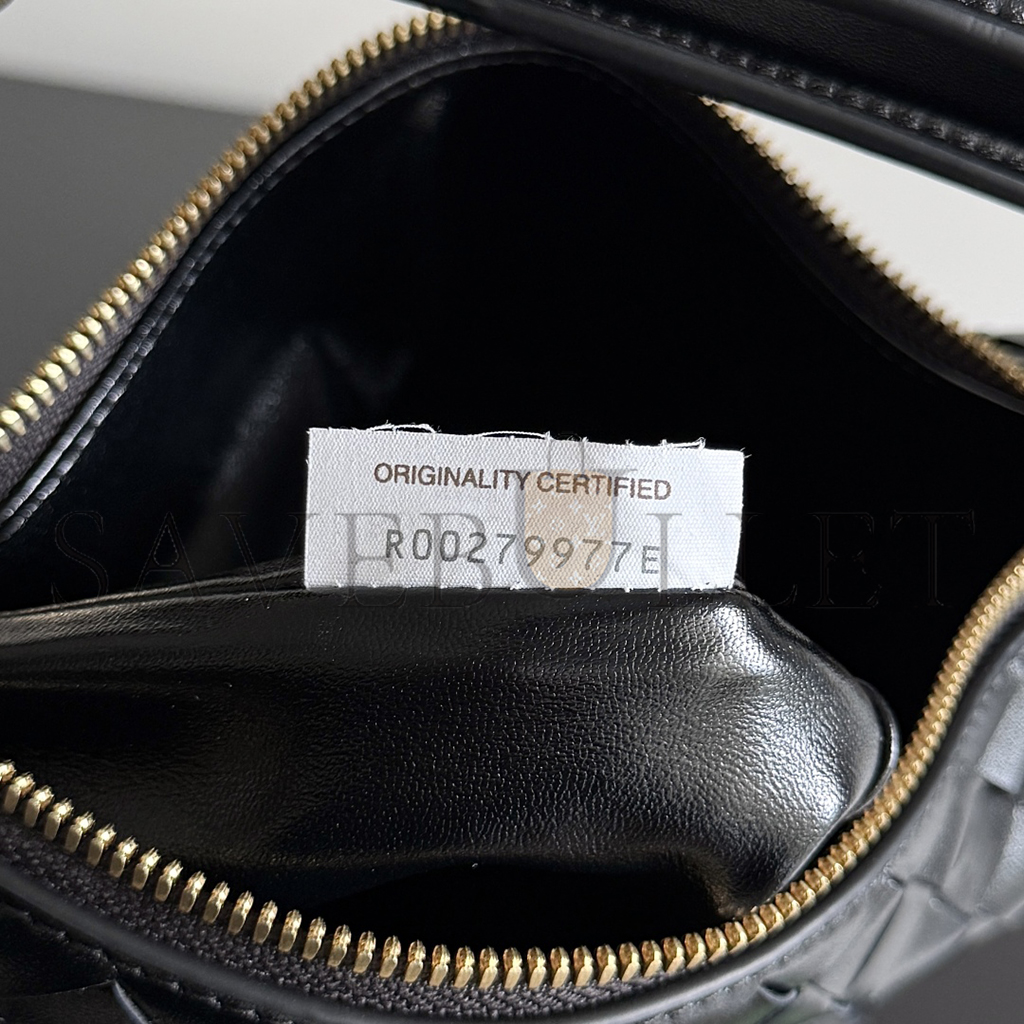 ORIGINALITY CERTIFIED
R00279977E
SAVEBULLET